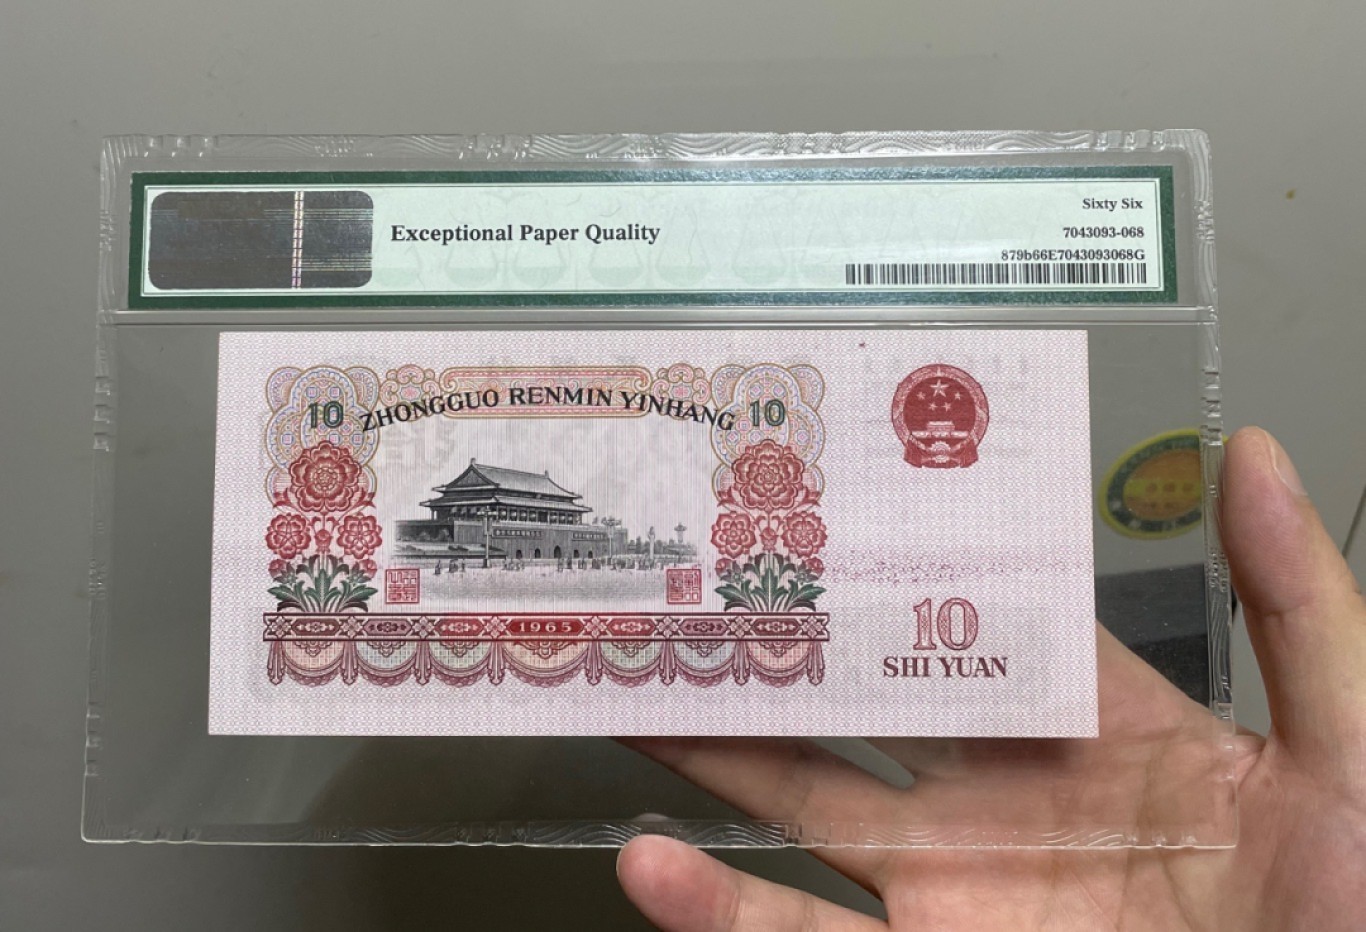 Sixty Six
Exceptional Paper Quality
7043093-068
879b66E7043093068G
ZHONGGUO RENMIN YINHANG
10
10
1965
10
SHI YUAN